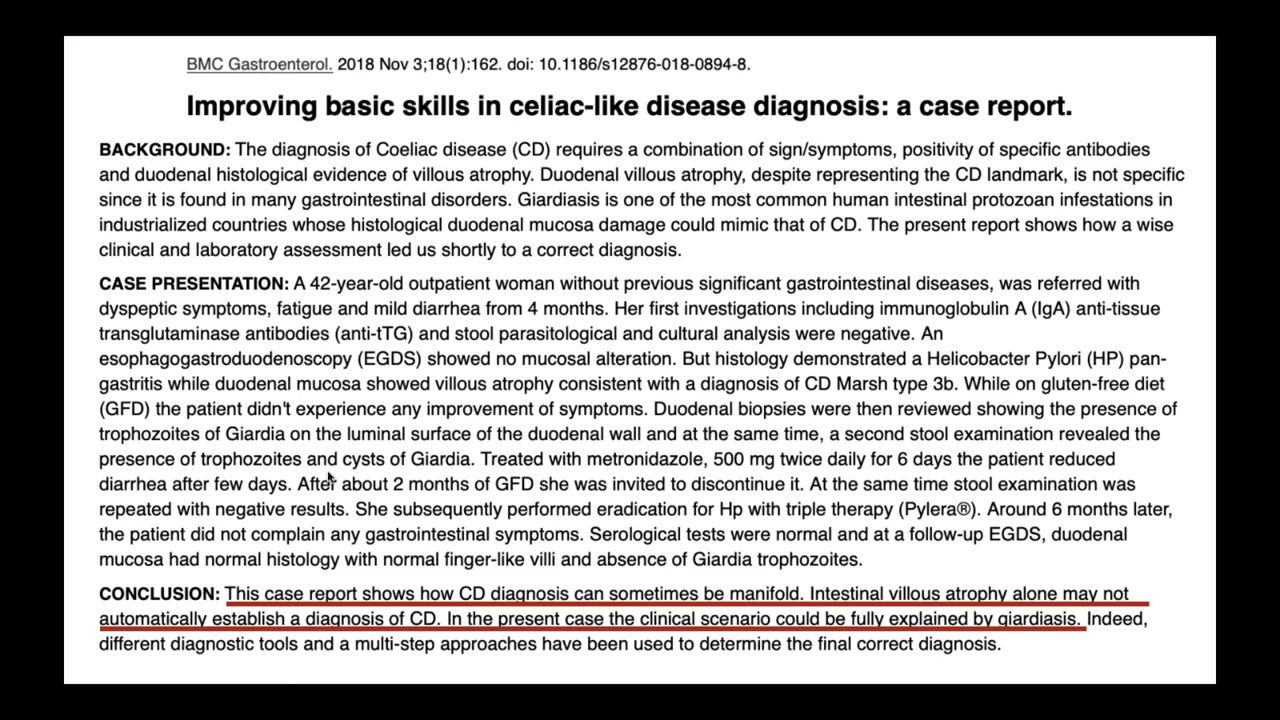 BMC Gastroenterol. 2018 Nov 3;18(1):162. doi: 10.1186/s12876-018-0894-8.
Improving basic skills in celiac-like disease diagnosis: a case report.
BACKGROUND: The diagnosis of Coeliac disease (CD) requires a combination of sign/symptoms, positivity of specific antibodies
and duodenal histological evidence of villous atrophy. Duodenal villous atrophy, despite representing the CD landmark, is not specific
since it is found in many gastrointestinal disorders. Giardiasis is one of the most common human intestinal protozoan infestations in
industrialized countries whose histological duodenal mucosa damage could mimic that of CD. The present report shows how a wise
clinical and laboratory assessment led us shortly to a correct diagnosis.
CASE PRESENTATION: A 42-year-old outpatient woman without previous significant gastrointestinal diseases, was referred with
dyspeptic symptoms, fatigue and mild diarrhea from 4 months. Her first investigations including immunoglobulin A (IgA) anti-tissue
transglutaminase antibodies (anti-tTG) and stool parasitological and cultural analysis were negative. An
esophagogastroduodenoscopy (EGDS) showed no mucosal alteration. But histology demonstrated a Helicobacter Pylori (HP) pan-
gastritis while duodenal mucosa showed villous atrophy consistent with a diagnosis of CD Marsh type 3b. While on gluten-free diet
(GFD) the patient didn't experience any improvement of symptoms. Duodenal biopsies were then reviewed showing the presence of
trophozoites of Giardia on the luminal surface of the duodenal wall and at the same time, a second stool examination revealed the
presence of trophozoites and cysts of Giardia. Treated with metronidazole, 500 mg twice daily for 6 days the patient reduced
diarrhea after few days. After about 2 months of GFD she was invited to discontinue it. At the same time stool examination was
repeated with negative results. She subsequently performed eradication for Hp with triple therapy (Pylera®). Around 6 months later,
the patient did not complain any gastrointestinal symptoms. Serological tests were normal and at a follow-up EGDS, duodenal
mucosa had normal histology with normal finger-like villi and absence of Giardia trophozoites.
CONCLUSION: This case report shows how CD diagnosis can sometimes be manifold. Intestinal villous atrophy alone may not
automatically establish a diagnosis of CD. In the present case the clinical scenario could be fully explained by giardiasis. Indeed,
different diagnostic tools and a multi-step approaches have been used to determine the final correct diagnosis.